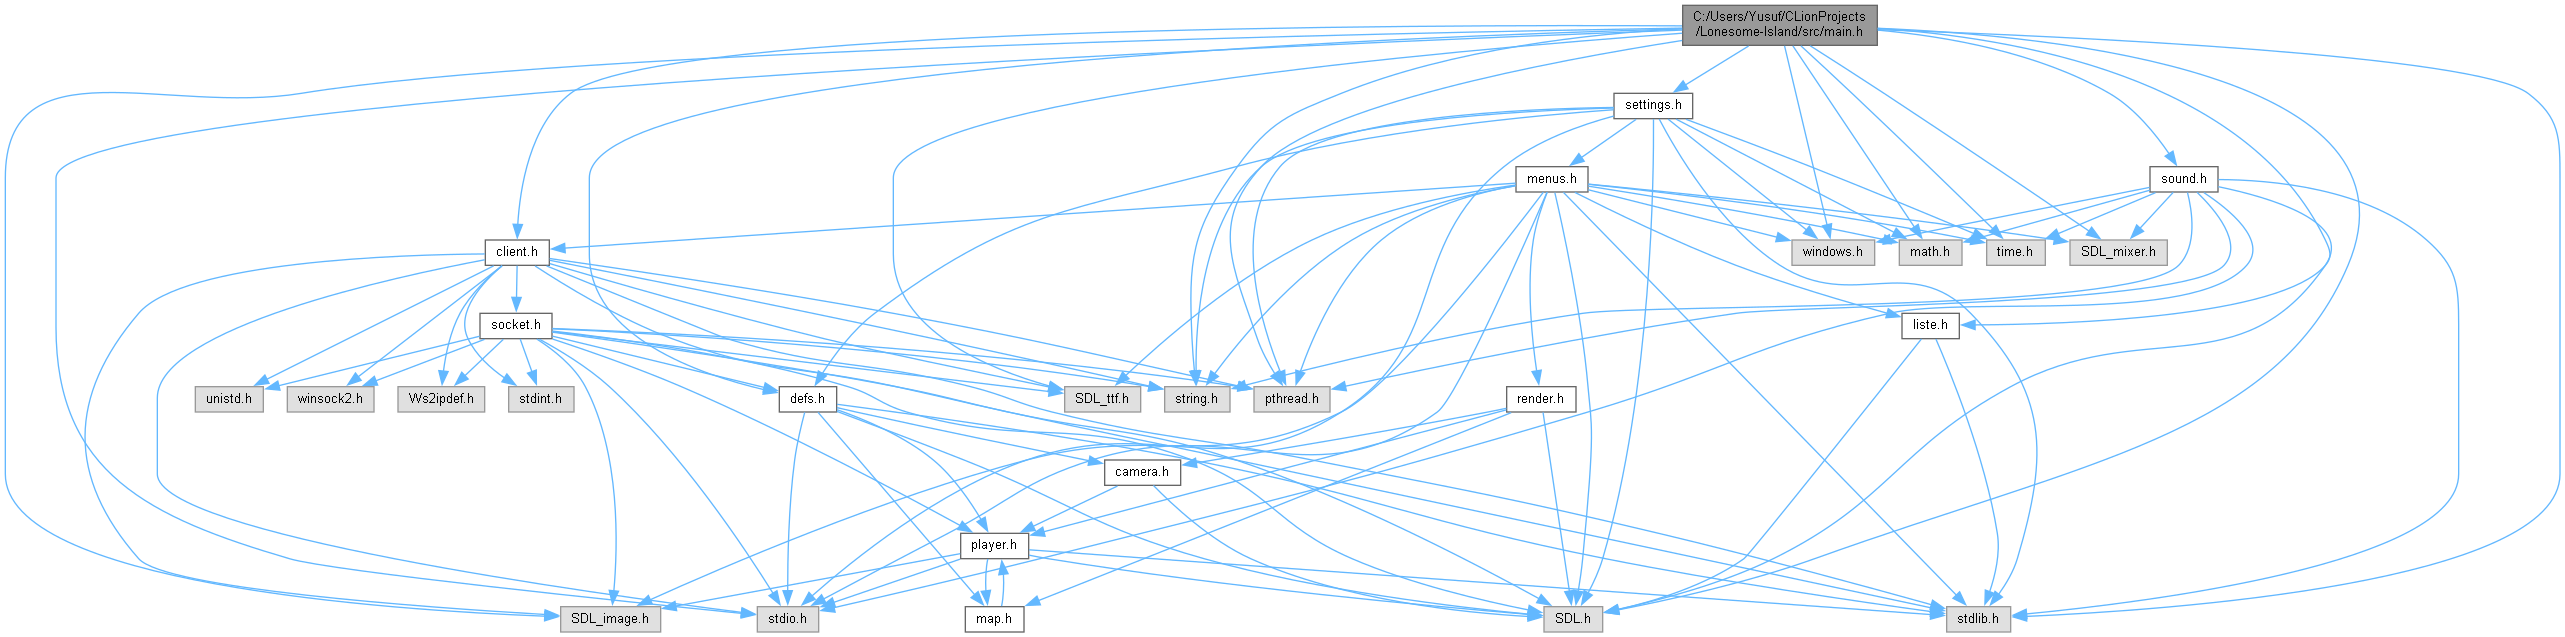 C:/Users/Yusuf/CLionProjects
/Lonesome-Island/src/main.h
settings.h
menus.h
sound.h
client.h
windows.h
math.h
time.h
SDL_mixer.h
socket.h
liste.h
unistd.h
winsock2.h
Ws2ipdef.h
stdint.h
defs.h
SDL_ttf.h
string.h
pthread.h
render.h
camera.h
player.h
SDL_image.h
stdio.h
map.h
SDL.h
stdlib.h